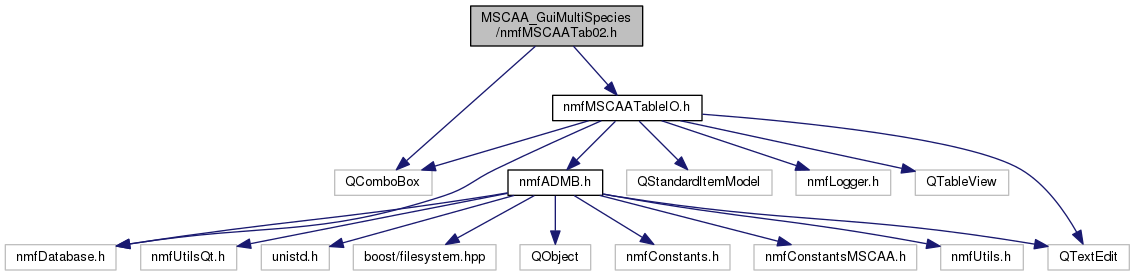 MSCAA_GuiMultiSpecies
/nmfMSCAATab02.h
nmfMSCAATableIO.h
QComboBox
nmfADMB.h
QStandardItemModel
nmfLogger.h
QTableView
nmfDatabase.h
nmfUtilsQt.h
unistd.h
boost/filesystem.hpp
QObject
nmfConstants.h
nmfConstantsMSCAA.h
nmfUtils.h
QTextEdit